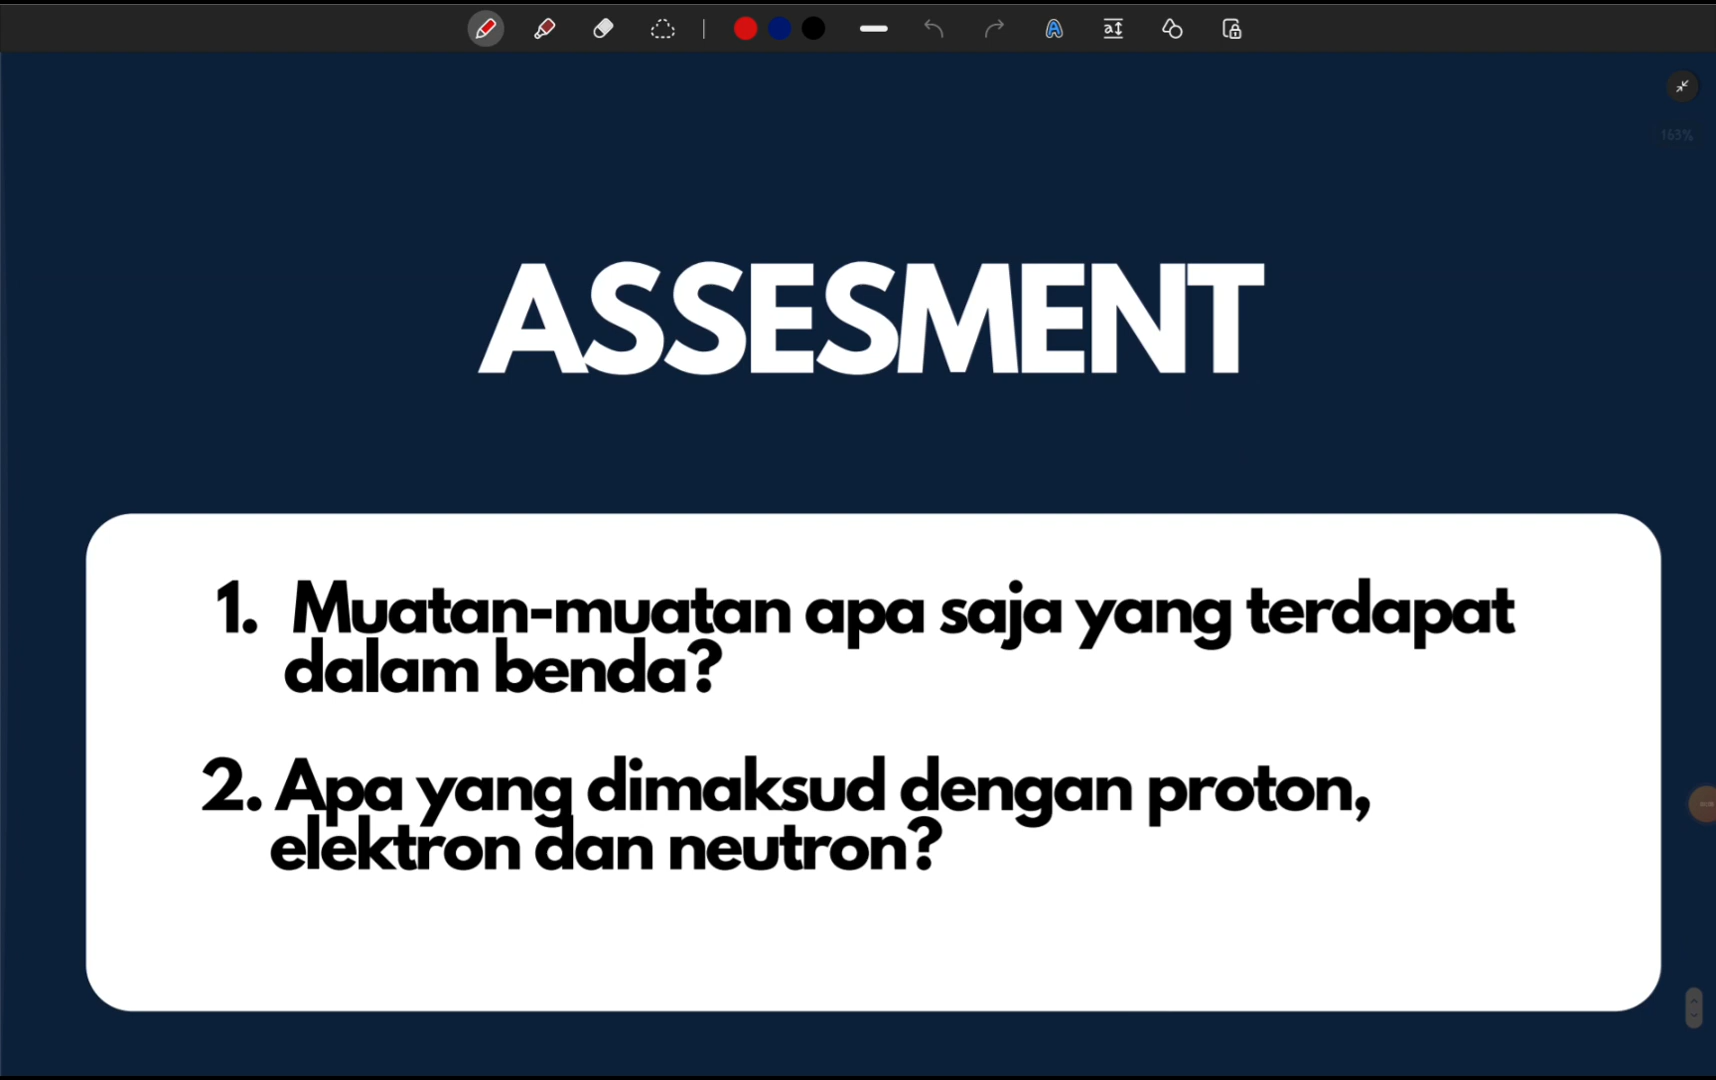 163%
ASSESMENT
1. Muatan-muatan apa saja yang terdapat
dalam benda?
2. Apa yang dimaksud dengan proton,
elektron dan neutron?